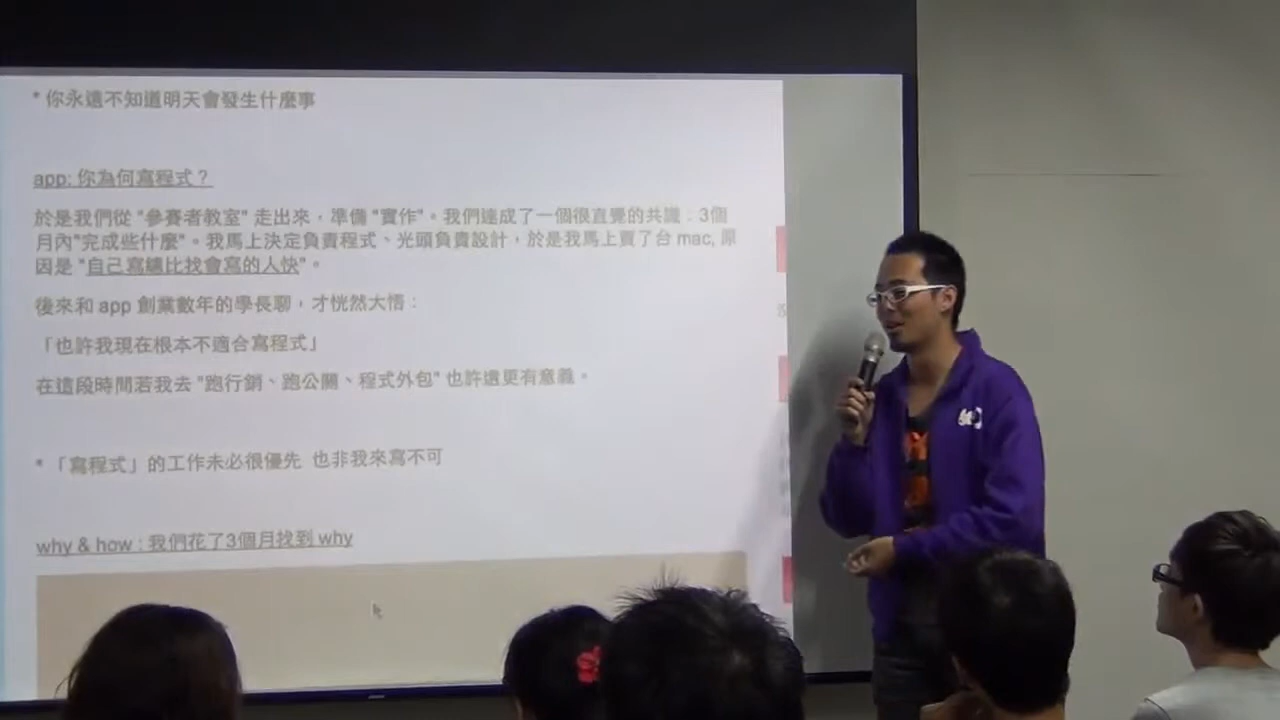 * 你永遠不知道明天會發生什麼事
app: 你為何寫程式？
於是我們從 "參賽者教室" 走出來，準備 "實作"。我們達成了一個很直覺的共識：3個
月內"完成些什麼"。我馬上決定負責程式、光頭負責設計，於是我馬上買了台 mac, 原
因是 "自己寫總比找會寫的人快"。
後來和 app 創業數年的學長聊，才恍然大悟：
「也許我現在根本不適合寫程式」
在這段時間若我去 "跑行銷、跑公關、程式外包" 也許還更有意義。
*「寫程式」的工作未必很優先 也非我來寫不可
why & how : 我們花了3個月找到 why